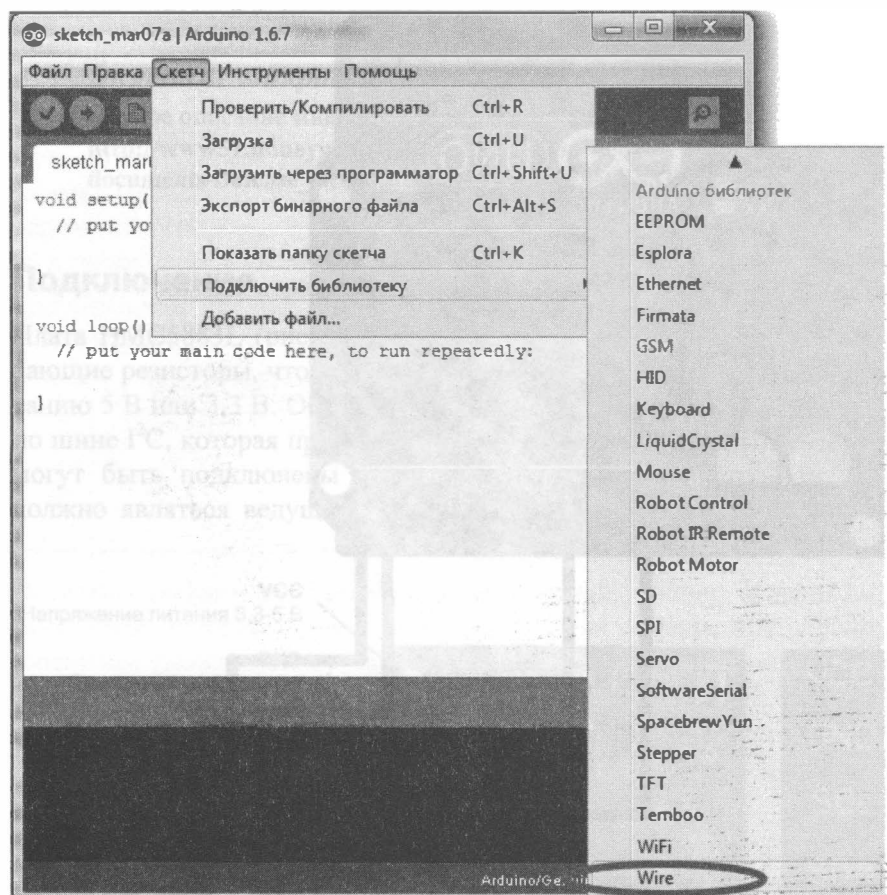 sketch_mar07a | Arduino 1.6.7
Файл Правка Скетч Инструменты Помощь
Проверить/Компилировать Ctrl+R
Загрузка Ctrl+U
Загрузить через программатор Ctrl+Shift+U
Экспорт бинарного файла Ctrl+Alt+S
Показать папку скетча Ctrl+K
Подключить библиотеку
Добавить файл...
sketch_mar
void setup(
// put yo
}
void loop()
// put your main code here, to run repeatedly:
}
Arduino библиотек
EEPROM
Esplora
Ethernet
Firmata
GSM
HID
Keyboard
LiquidCrystal
Mouse
Robot Control
Robot IR Remote
Robot Motor
SD
SPI
Servo
SoftwareSerial
SpacebrewYun
Stepper
TFT
Temboo
WiFi
Wire
Arduino/Ge